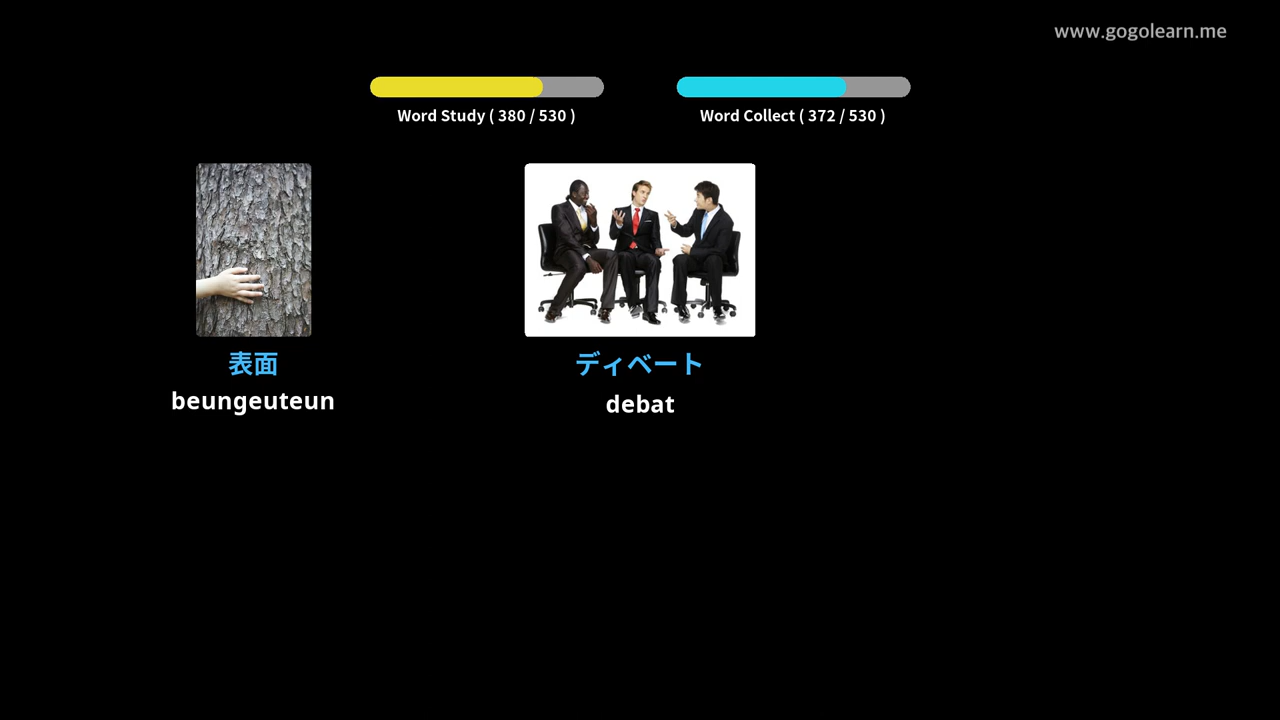 www.gogolearn.me
Word Study ( 380 / 530 )
Word Collect ( 372 / 530 )
表面
beungeuteun
ディベート
debat